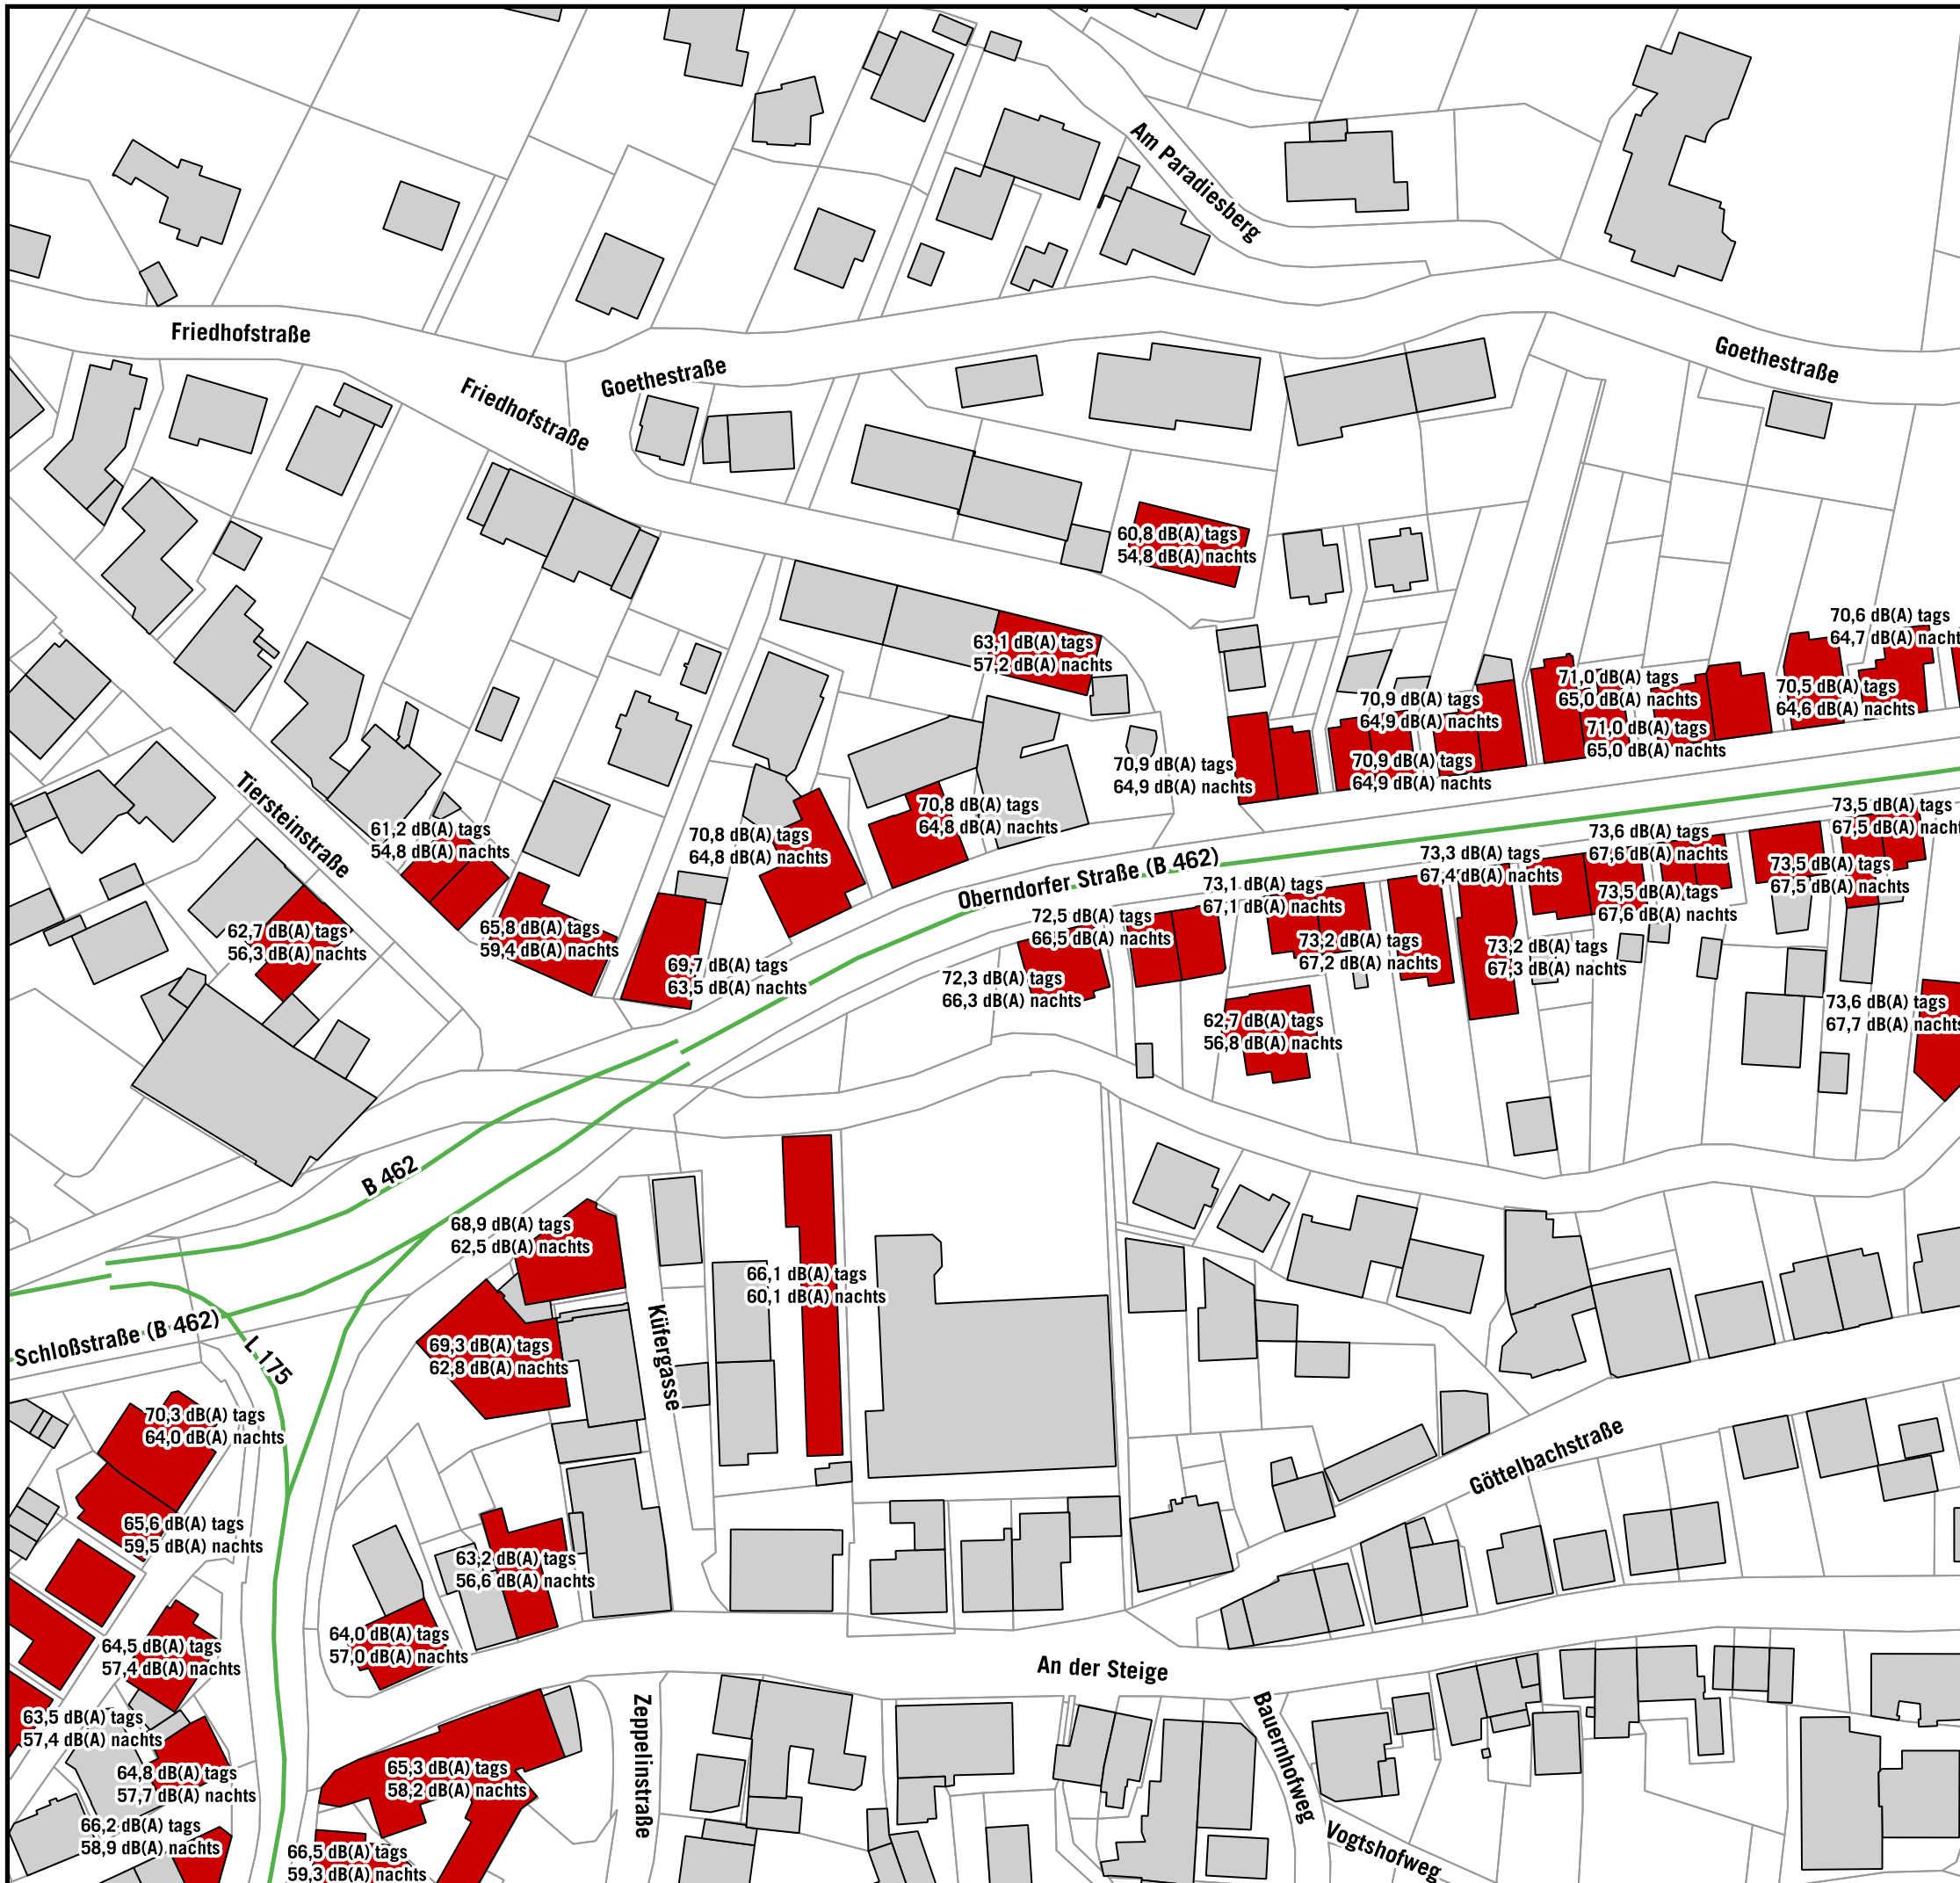 Am Paradiesberg
Friedhofstraße
Goethestraße
Goethestraße
Friedhofstraße
60,8 dB(A) tags
54,8 dB(A) nachts
70,6 dB(A) tags
64,7 dB(A) nacht
63,1 dB(A) tags
57,2 dB(A) nachts
71,0 dB(A) tags
65,0 dB(A) nachts
70,5 dB(A) tags
64,6 dB(A) nachts
70,9 dB(A) tags
64,9 dB(A) nachts
71,0 dB(A) tags
65,0 dB(A) nachts
70,9 dB(A) tags
64,9 dB(A) nachts
70,9 dB(A) tags
64,9 dB(A) nachts
Tiersteinstraße
61,2 dB(A) tags
54,8 dB(A) nachts
70,8 dB(A) tags
64,8 dB(A) nachts
70,8 dB(A) tags
64,8 dB(A) nachts
73,5 dB(A) tags
67,5 dB(A) nachts
73,6 dB(A) tags
67,6 dB(A) nachts
73,3 dB(A) tags
67,4 dB(A) nachts
73,5 dB(A) tags
67,5 dB(A) nachts
Oberndorfer Straße (B 462)
73,1 dB(A) tags
67,1 dB(A) nachts
73,5 dB(A) tags
67,6 dB(A) nachts
72,5 dB(A) tags
66,5 dB(A) nachts
62,7 dB(A) tags
56,3 dB(A) nachts
65,8 dB(A) tags
59,4 dB(A) nachts
73,2 dB(A) tags
67,2 dB(A) nachts
73,2 dB(A) tags
67,3 dB(A) nachts
69,7 dB(A) tags
63,5 dB(A) nachts
72,3 dB(A) tags
66,3 dB(A) nachts
73,6 dB(A) tags
67,7 dB(A) nachts
62,7 dB(A) tags
56,8 dB(A) nachts
B 462
68,9 dB(A) tags
62,5 dB(A) nachts
66,1 dB(A) tags
60,1 dB(A) nachts
Schloßstraße (B 462)
L 175
69,3 dB(A) tags
62,8 dB(A) nachts
Küfergasse
70,3 dB(A) tags
64,0 dB(A) nachts
Göttelbachstraße
65,6 dB(A) tags
59,5 dB(A) nachts
63,2 dB(A) tags
56,6 dB(A) nachts
64,0 dB(A) tags
57,0 dB(A) nachts
64,5 dB(A) tags
57,4 dB(A) nachts
An der Steige
63,5 dB(A) tags
57,4 dB(A) nachts
Zeppelinstraße
Bauernhofweg
65,3 dB(A) tags
58,2 dB(A) nachts
64,8 dB(A) tags
57,7 dB(A) nachts
66,2 dB(A) tags
58,9 dB(A) nachts
Vogtshofweg
66,5 dB(A) tags
59,3 dB(A) nachts